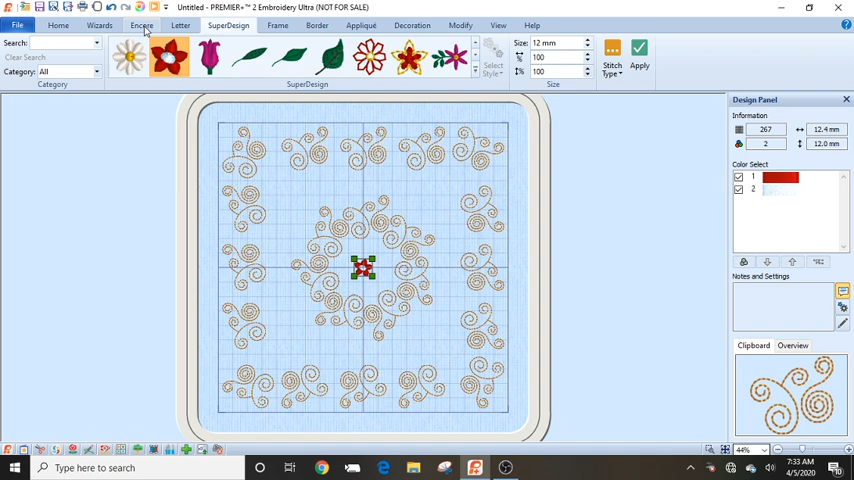 Untitled - PREMIER+™ 2 Embroidery Ultra (NOT FOR SALE)
File Home Wizards Encore Letter SuperDesign Frame Border Appliqué Decoration Modify View Help
Search:
Clear Search
Category: All
Category
SuperDesign
Select
Style
Size: 12 mm
100
100
Size
Stitch
Type
Apply
Design Panel
Information
267 12.4 mm
2 12.0 mm
Color Select
1
2
Notes and Settings
Clipboard Overview
44%
Type here to search
7:33 AM
4/5/2020
10